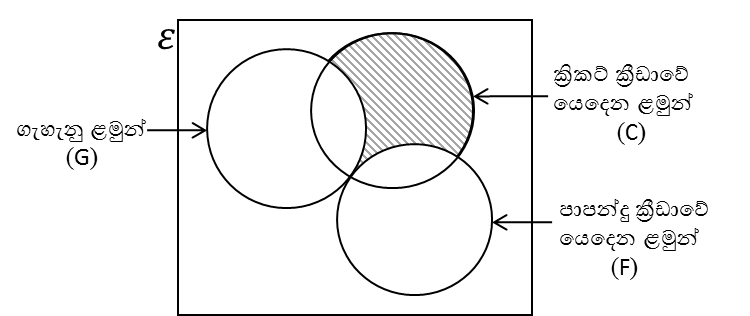 ε
ක්‍රිකට් ක්‍රීඩාවේ
යෙදෙන ළමුන්
(C)
ගැහැනු ළමුන්
(G)
පාපන්දු ක්‍රීඩාවේ
යෙදෙන ළමුන්
(F)